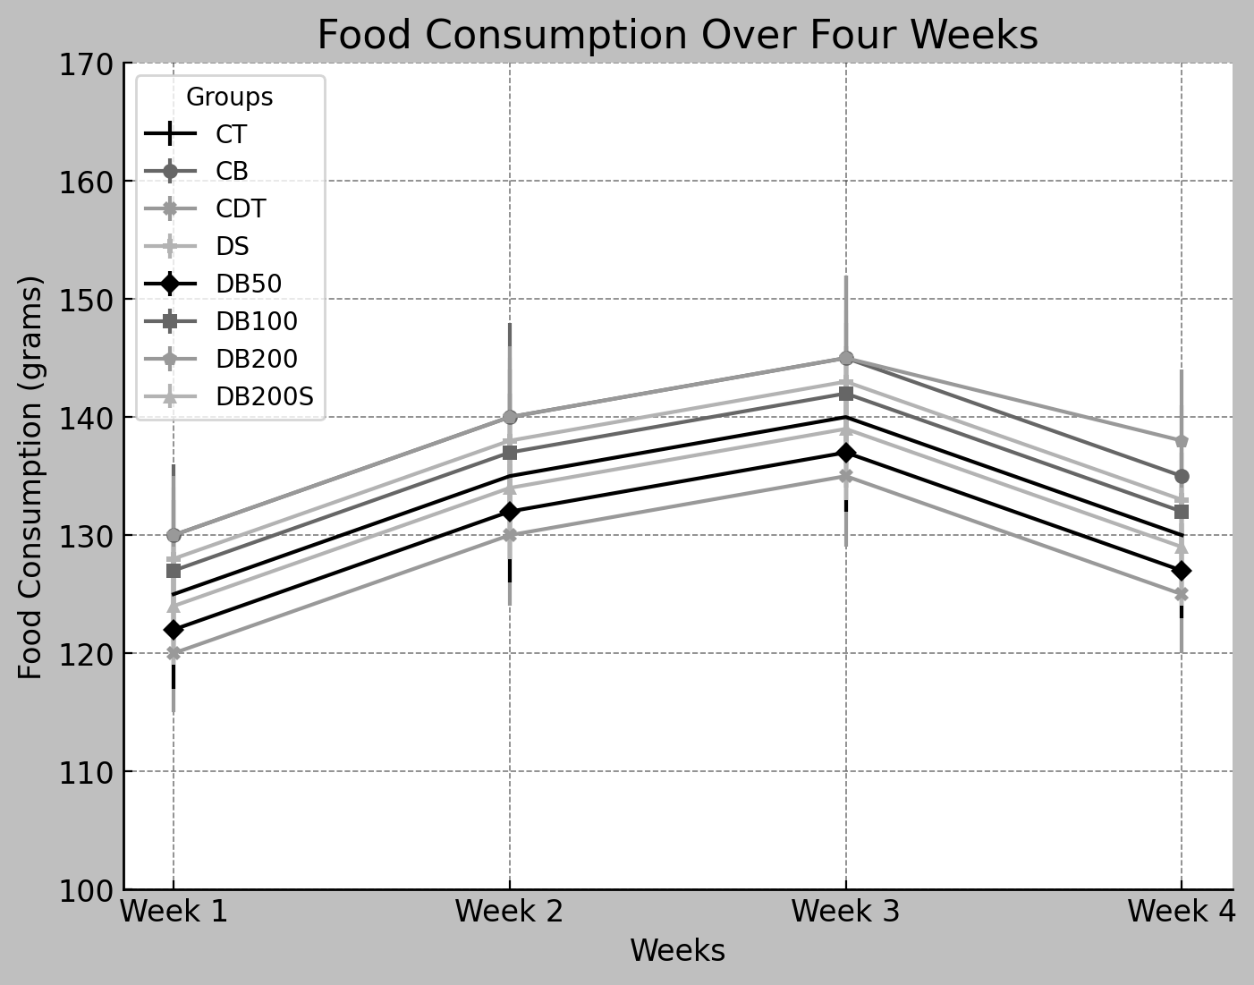 Food Consumption Over Four Weeks
170
160
150
140
130
120
110
100
Food Consumption (grams)
Groups
CT
CB
CDT
DS
DB50
DB100
DB200
DB200S
Week 1
Week 2
Week 3
Week 4
Weeks